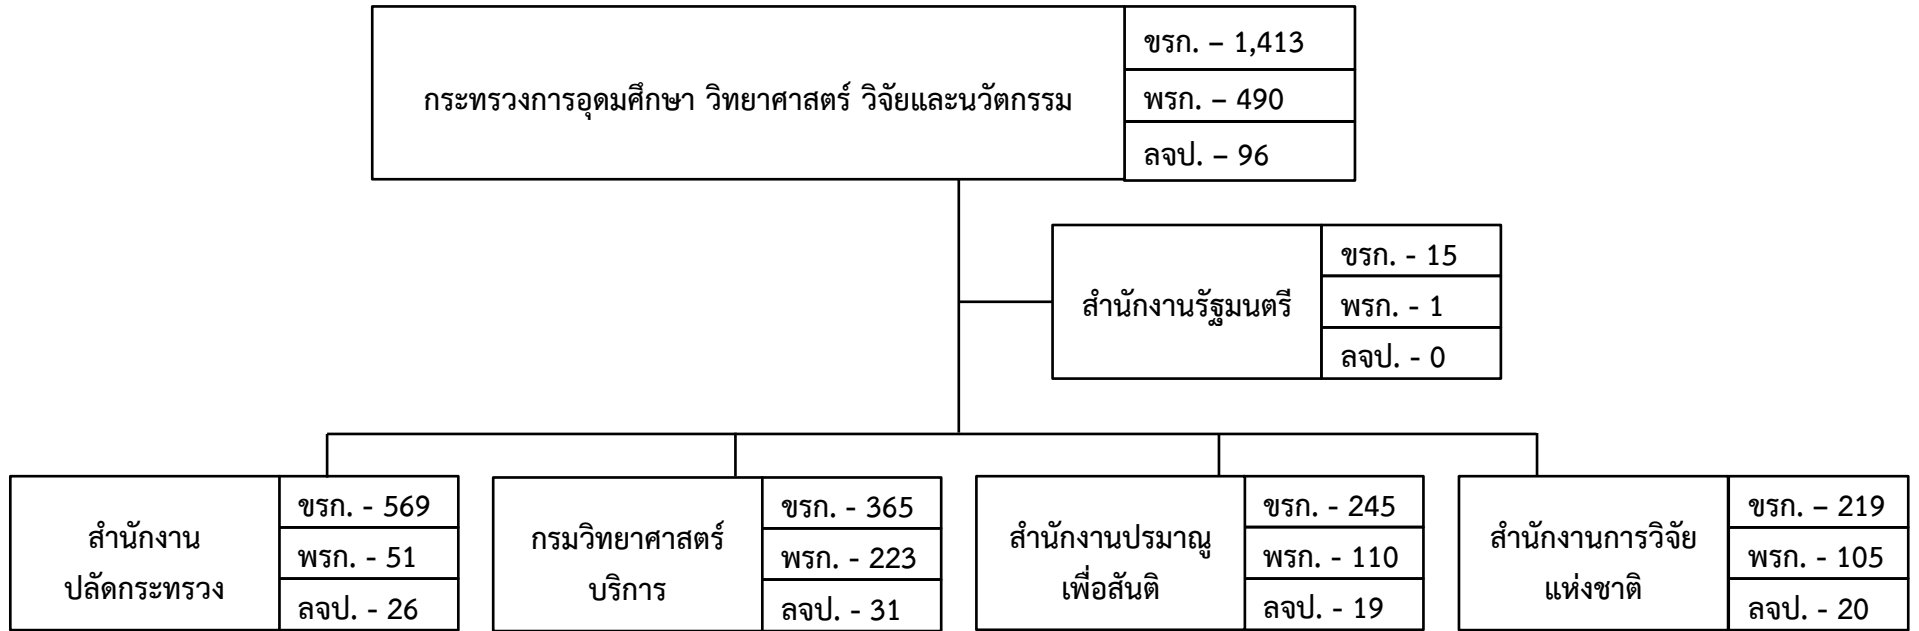 กระทรวงการอุดมศึกษา วิทยาศาสตร์ วิจัยและนวัตกรรม
ขรก. – 1,413
พรก. – 490
ลจป. – 96
สำนักงานรัฐมนตรี
ขรก. - 15
พรก. - 1
ลจป. - 0
สำนักงาน
ปลัดกระทรวง
ขรก. - 569
พรก. - 51
ลจป. - 26
กรมวิทยาศาสตร์
บริการ
ขรก. - 365
พรก. - 223
ลจป. - 31
สำนักงานปรมาณู
เพื่อสันติ
ขรก. - 245
พรก. - 110
ลจป. - 19
สำนักงานการวิจัย
แห่งชาติ
ขรก. – 219
พรก. - 105
ลจป. - 20